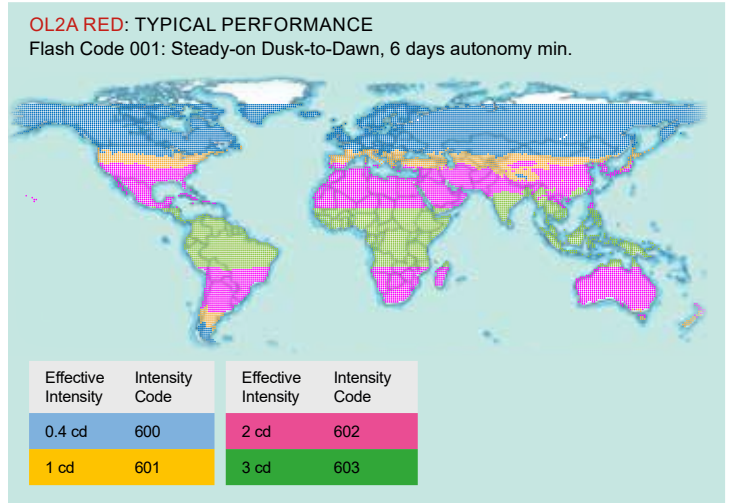 OL2A RED: TYPICAL PERFORMANCE
Flash Code 001: Steady-on Dusk-to-Dawn, 6 days autonomy min.
Effective Intensity Intensity Code
0.4 cd 600
1 cd 601
Effective Intensity Intensity Code
2 cd 602
3 cd 603